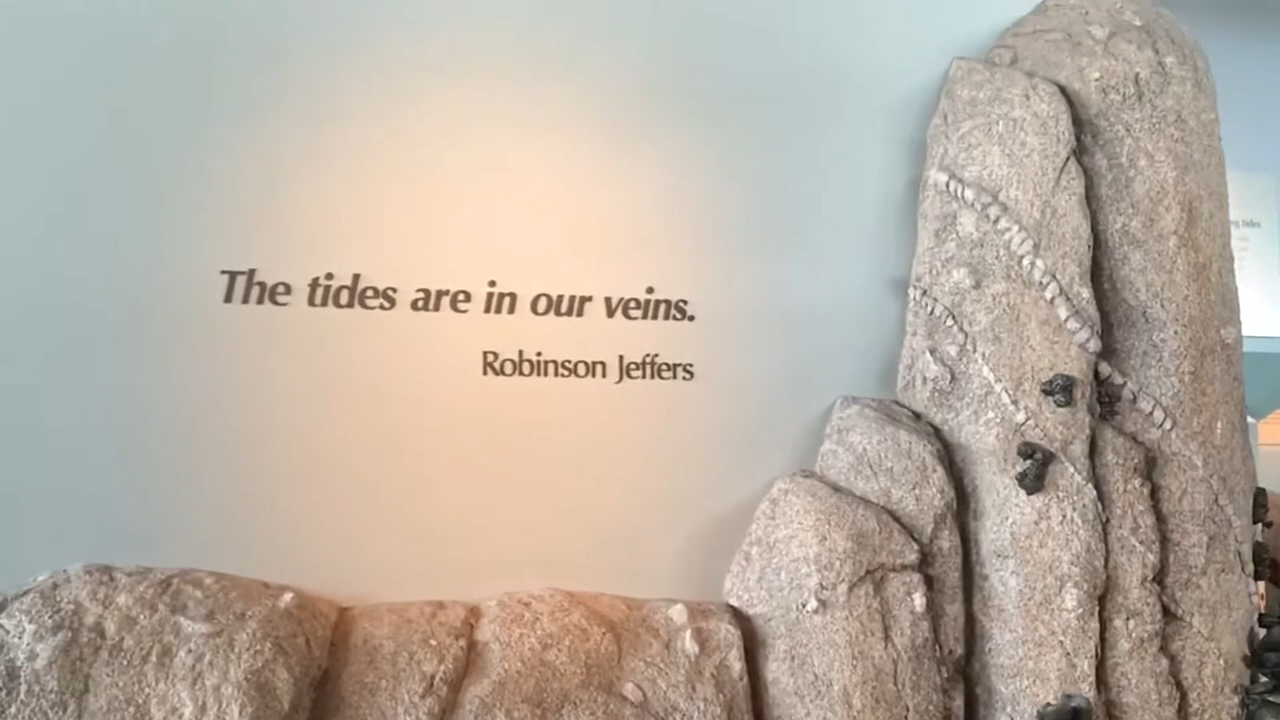 The tides are in our veins.
Robinson Jeffers